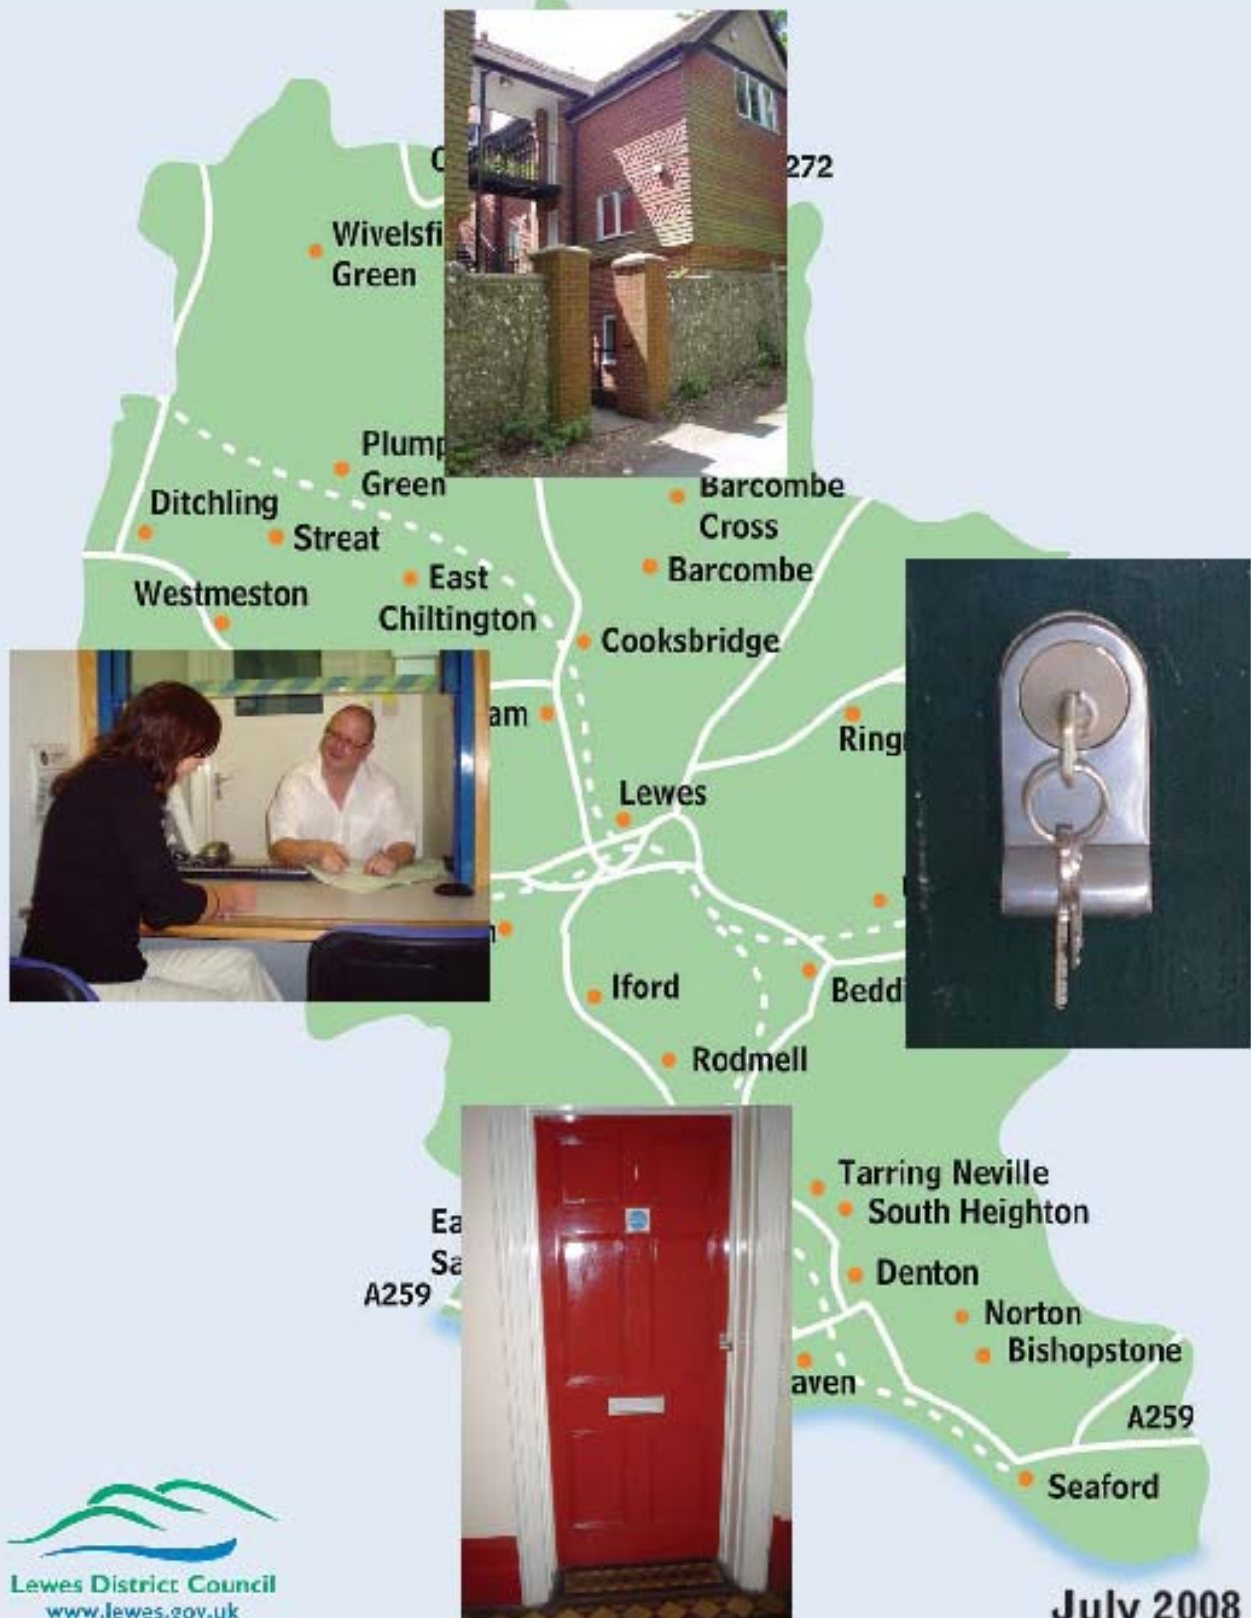 C
272
Wivelsfi
Green
Plump
Green
Ditchling
Streat
Barcombe
Cross
Barcombe
East
Chiltington
Westmeston
Cooksbridge
am
Ring
Lewes
n
Iford
Bedd
Rodmell
Tarring Neville
South Heighton
Ea
Sa
A259
Denton
Norton
Bishopstone
aven
A259
Seaford
Lewes District Council
www.lewes.gov.uk
July 2008